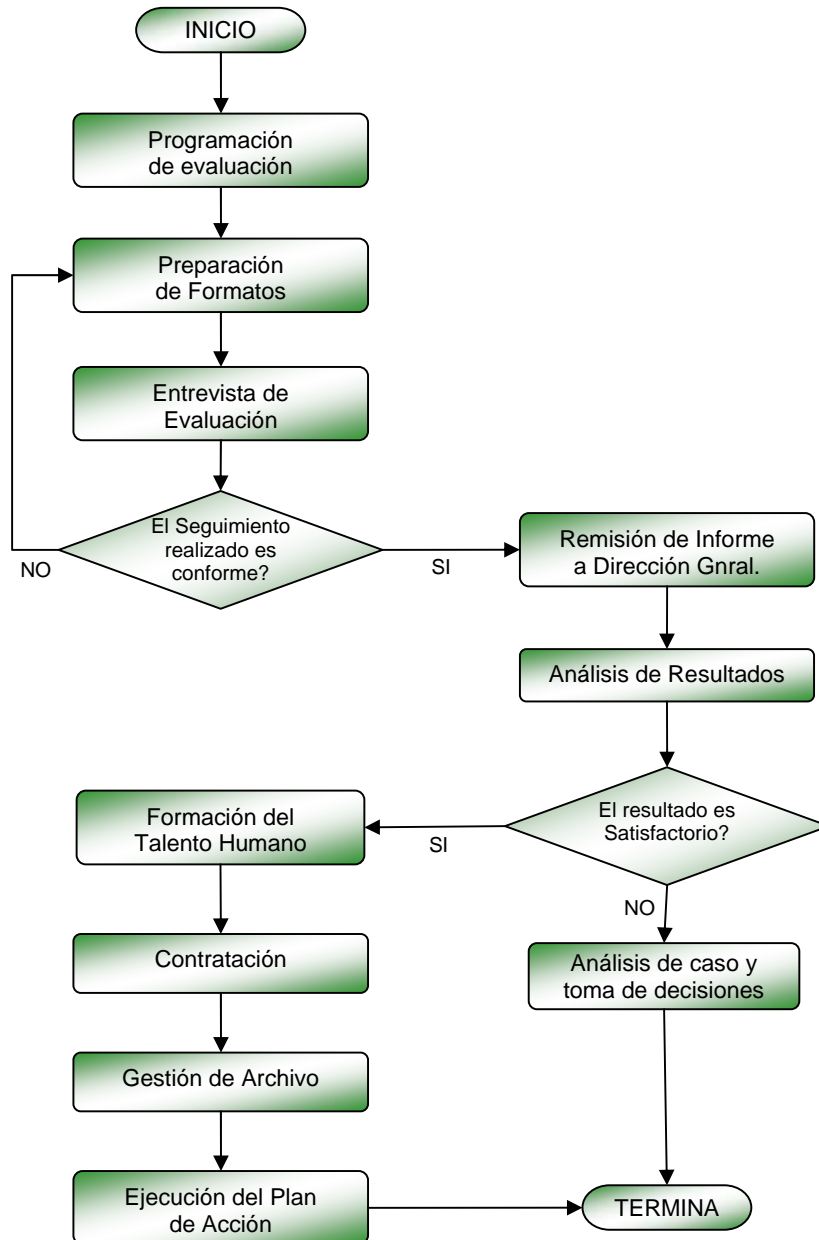 INICIO
Programación
de evaluación
Preparación
de Formatos
Entrevista de
Evaluación
El Seguimiento
realizado es
conforme?
NO
SI
Remisión de Informe
a Dirección Gnral.
Análisis de Resultados
El resultado es
Satisfactorio?
SI
NO
Formación del
Talento Humano
Contratación
Gestión de Archivo
Ejecución del Plan
de Acción
Análisis de caso y
toma de decisiones
TERMINA